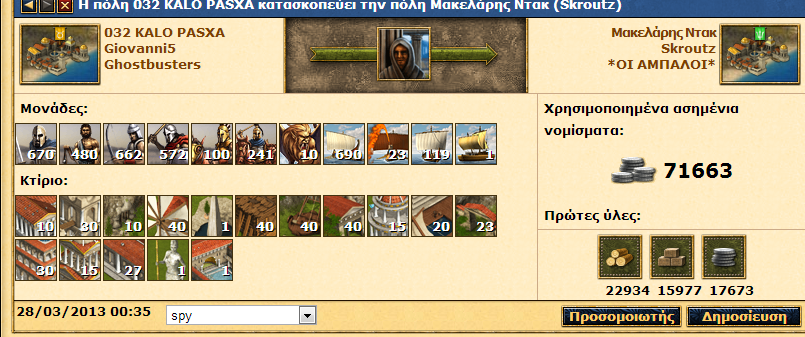 Η πόλη 032 KALO PASXA κατασκοπεύει την πόλη Μακελάρης Ντακ (Skroutz)
032 KALO PASXA
Giovanni5
Ghostbusters
Μακελάρης Ντακ
Skroutz
*ΟΙ ΑΜΠΑΛΟΙ*
Μονάδες:
670 480 662 572 100 241 10 690 23 119 1
Κτίριο:
10 30 10 40 1 40 40 40 15 20 23
30 15 27 1 1
Χρησιμοποιημένα ασημένια
νομίσματα:
71663
Πρώτες ύλες:
22934 15977 17673
28/03/2013 00:35
spy
Προσομοιωτής
Δημοσίευση